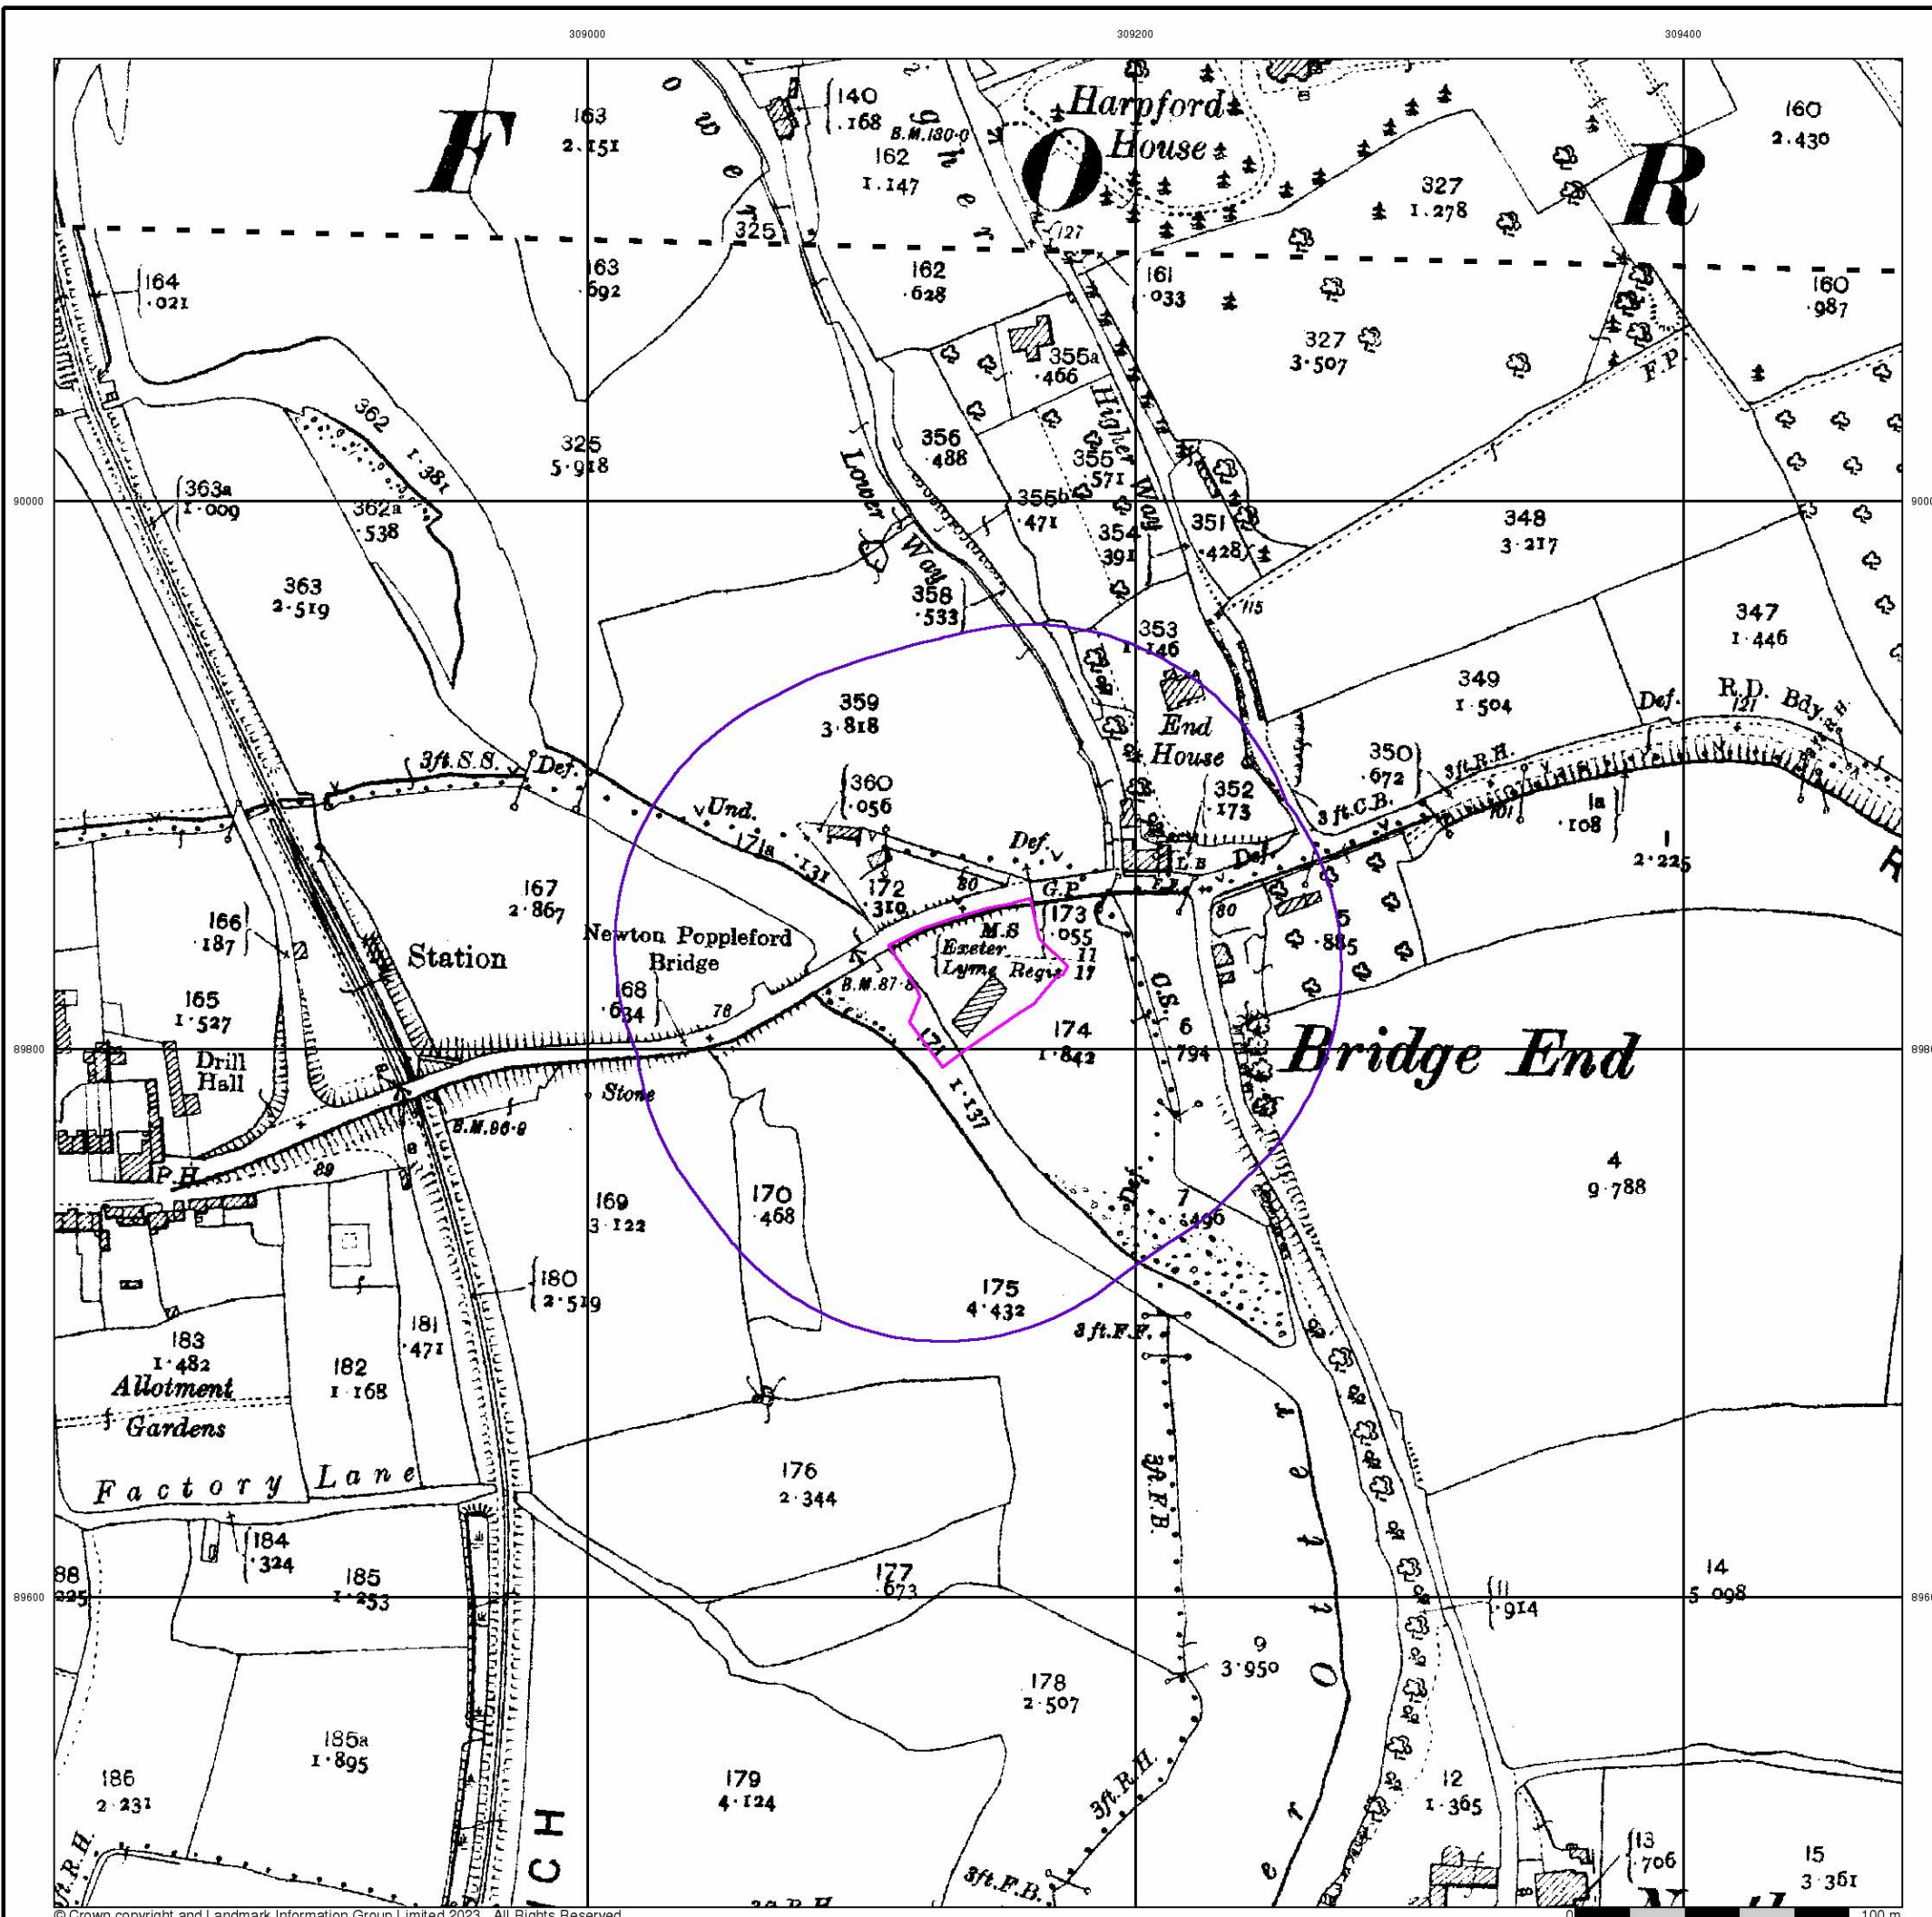 309000
309200
309400
F
O
R
163
2.151
140
.168
B.M.180.0
162
1.147
Harpford
House
160
2.430
327
1.278
325
127
164
.021
163
.692
162
.628
161
.033
160
.987
327
3.507
355a
.466
F.P.
362
1.381
325
5.918
356
.488
355
.571
Higher Way
Lower Way
363a
1.009
362a
.538
355b
.471
354
391
351
.428
348
3.217
90000
363
2.519
358
.533
353
1.146
115
347
1.446
359
3.818
349
1.504
End
House
Def.
R.D. Bdy.
121
3ft.S.S.
Def.
Und.
360
.056
352
.173
350
.672
3ft.R.H.
3ft.C.B.
1a
.108
101
171a
.131
Def.
L.B
Def.
1
2.225
R
167
2.867
172
.310
80
G.P
173
.055
80
5
.885
166
.187
Station
Newton Poppleford
Bridge
M.S
Exeter 11
Lyme Regis 17
B.M.87.8
165
1.527
168
.634
78
C.S.
6
794
174
1.842
171
1.137
Bridge End
89800
Drill
Hall
Stone
B.M.96.9
P.H.
89
169
3.122
170
.468
Def.
7
.496
4
9.788
180
2.519
175
4.432
3ft.F.F.
183
1.482
Allotment
Gardens
182
1.168
181
.471
Factory Lane
176
2.344
3ft.F.B.
184
.324
185
1.253
88
325
177
.673
14
5.098
11
.914
89600
9
3.950
178
2.507
185a
1.895
186
2.231
179
4.124
3ft.R.H.
12
1.365
13
.706
15
3.361
ft.R.H.
ICH
3ft.F.B.
© Crown copyright and Landmark Information Group Limited 2023. All Rights Reserved
0
100 m